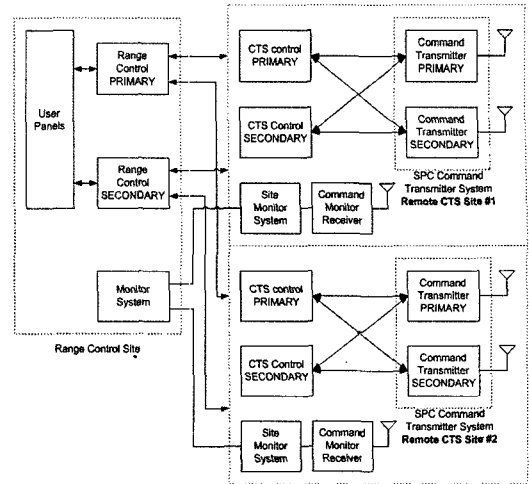 User
Panels
Range
Control
PRIMARY
Range
Control
SECONDARY
Monitor
System
Range Control Site
CTS control
PRIMARY
Command
Transmitter
PRIMARY
CTS Control
SECONDARY
Command
Transmitter
SECONDARY
SPC Command
Transmitter System
Remote CTS Site #1
Site
Monitor
System
Command
Monitor
Receiver
CTS control
PRIMARY
Command
Transmitter
PRIMARY
CTS Control
SECONDARY
Command
Transmitter
SECONDARY
SPC Command
Transmitter System
Remote CTS Site #2
Site
Monitor
System
Command
Monitor
Receiver